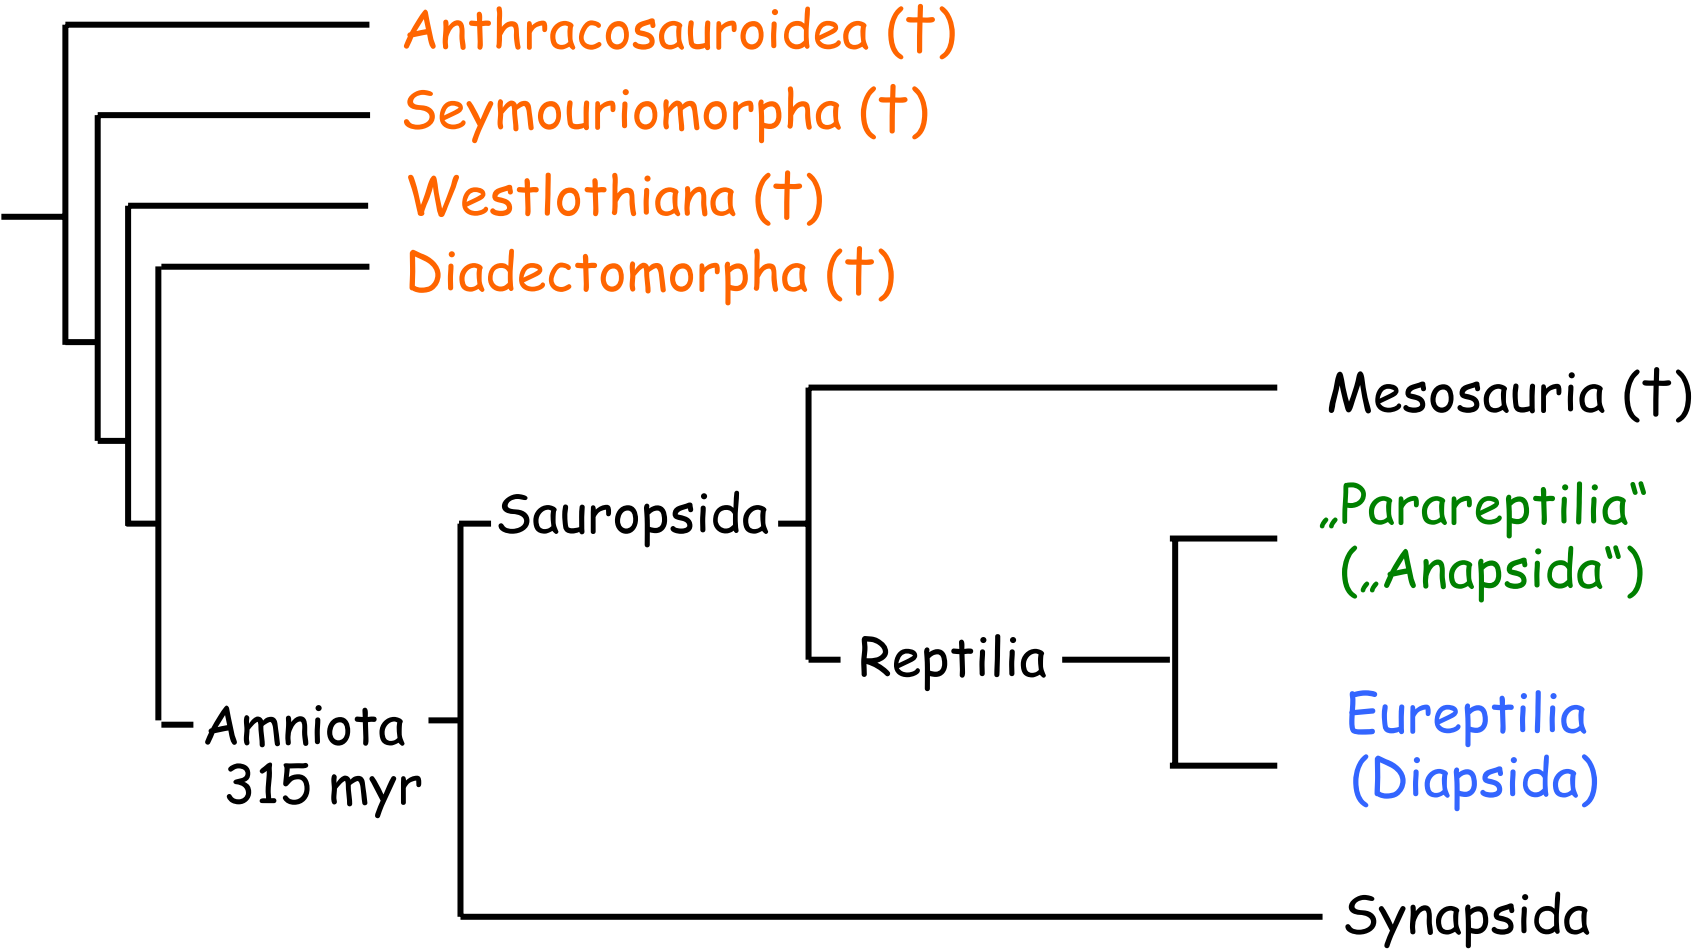 Anthracosauroidea (†)
Seymouriomorpha (†)
Westlothiana (†)
Diadectomorpha (†)
Mesosauria (†)
„Parareptilia“
(„Anapsida“)
Sauropsida
Reptilia
Eureptilia
(Diapsida)
Amniota
315 myr
Synapsida